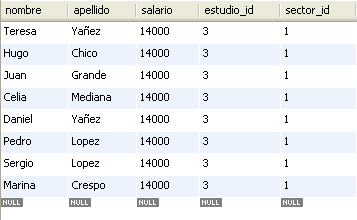 nombre apellido salario estudio_id sector_id
Teresa Yañez 14000 3 1
Hugo Chico 14000 3 1
Juan Grande 14000 3 1
Celia Mediana 14000 3 1
Daniel Yañez 14000 3 1
Pedro Lopez 14000 3 1
Sergio Lopez 14000 3 1
Marina Crespo 14000 3 1
NULL NULL NULL NULL NULL